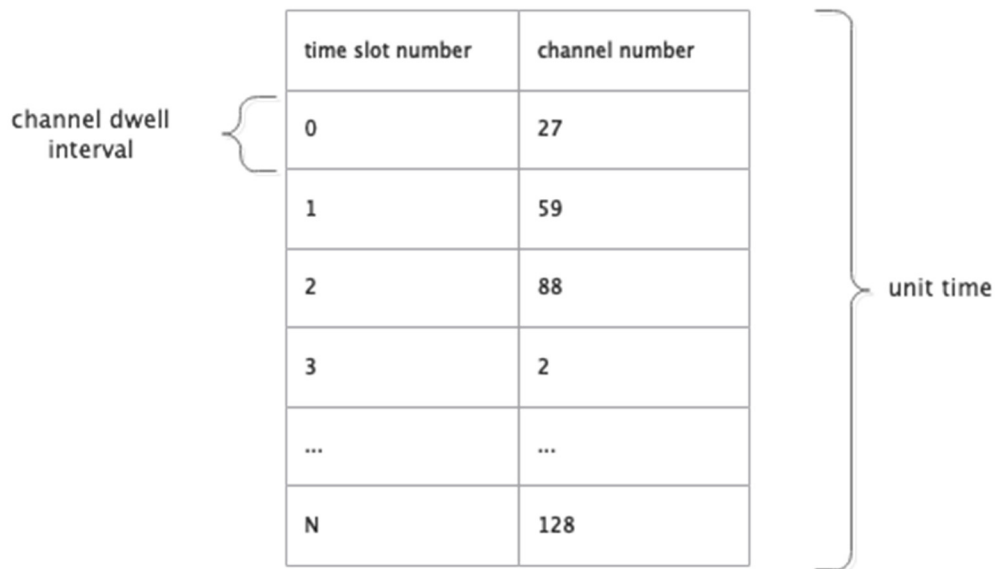 time slot number channel number
channel dwell
interval
0 27
1 59
2 88
unit time
3 2
... ...
N 128